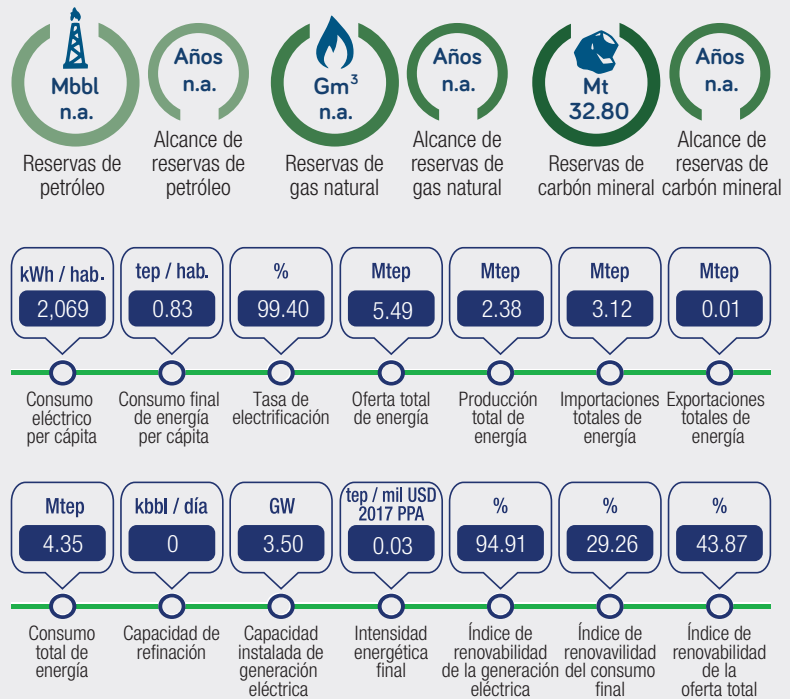 Mbbl
n.a.
Reservas de
petróleo
Años
n.a.
Alcance de
reservas de
petróleo
Gm³
n.a.
Reservas de
gas natural
Años
n.a.
Alcance de
reservas de
gas natural
Mt
32.80
Reservas de
carbón mineral
Años
n.a.
Alcance de
reservas de
carbón mineral
kWh / hab.
2,069
Consumo
eléctrico
per cápita
tep / hab.
0.83
Consumo final
de energía
per cápita
%
99.40
Tasa de
electrificación
Mtep
5.49
Oferta total
de energía
Mtep
2.38
Producción
total de
energía
Mtep
3.12
Importaciones
totales de
energía
Mtep
0.01
Exportaciones
totales de
energía
Mtep
4.35
Consumo
total de
energía
kbbl / día
0
Capacidad de
refinación
GW
3.50
Capacidad
instalada de
generación
eléctrica
tep / mil USD
2017 PPA
0.03
Intensidad
energética
final
%
94.91
Índice de
renovabilidad
de la generación
eléctrica
%
29.26
Índice de
renovavilidad
del consumo
final
%
43.87
Índice de
renovabilidad
de la
oferta total